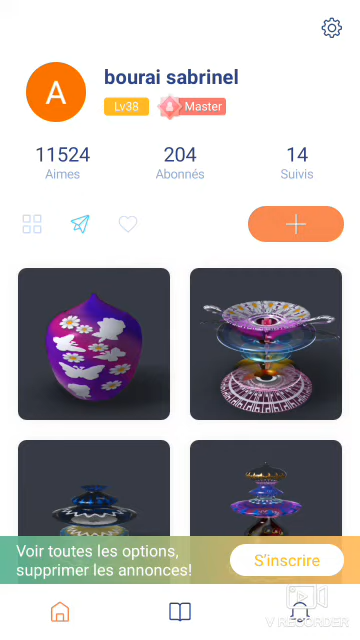 A
bourai sabrinel
Lv38 Master
11524 204 14
Aimes Abonnés Suivis
Voir toutes les options,
supprimer les annonces!
S'inscrire
V RECORDER